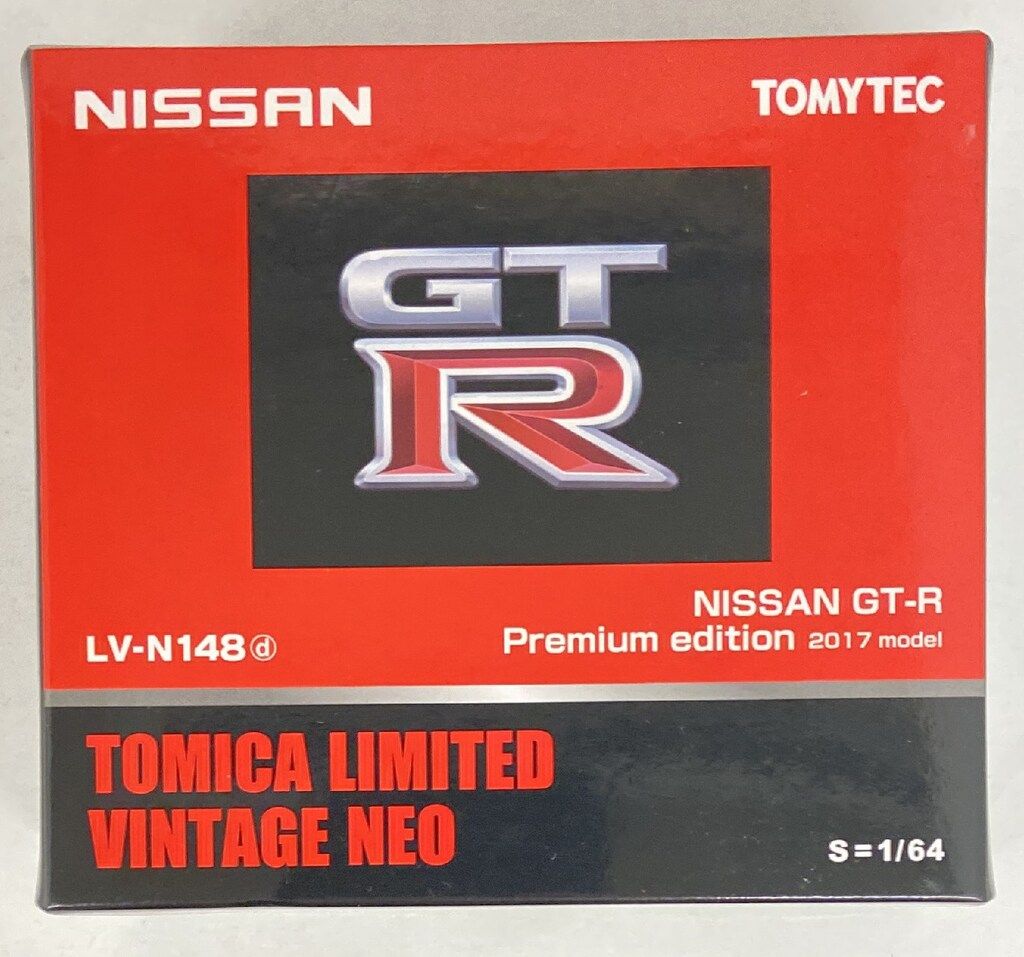 NISSAN
TOMYTEC
GT
R
NISSAN GT-R
Premium edition 2017 model
LV-N148ⓓ
TOMICA LIMITED
VINTAGE NEO
S=1/64